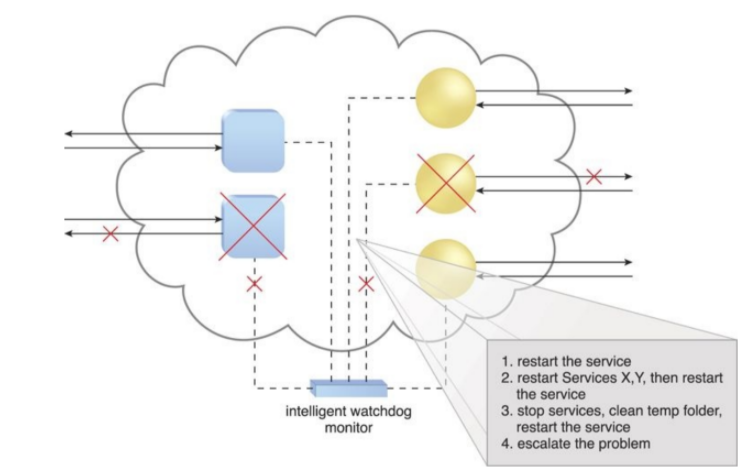 1. restart the service
2. restart Services X,Y, then restart
the service
3. stop services, clean temp folder,
restart the service
4. escalate the problem
intelligent watchdog
monitor